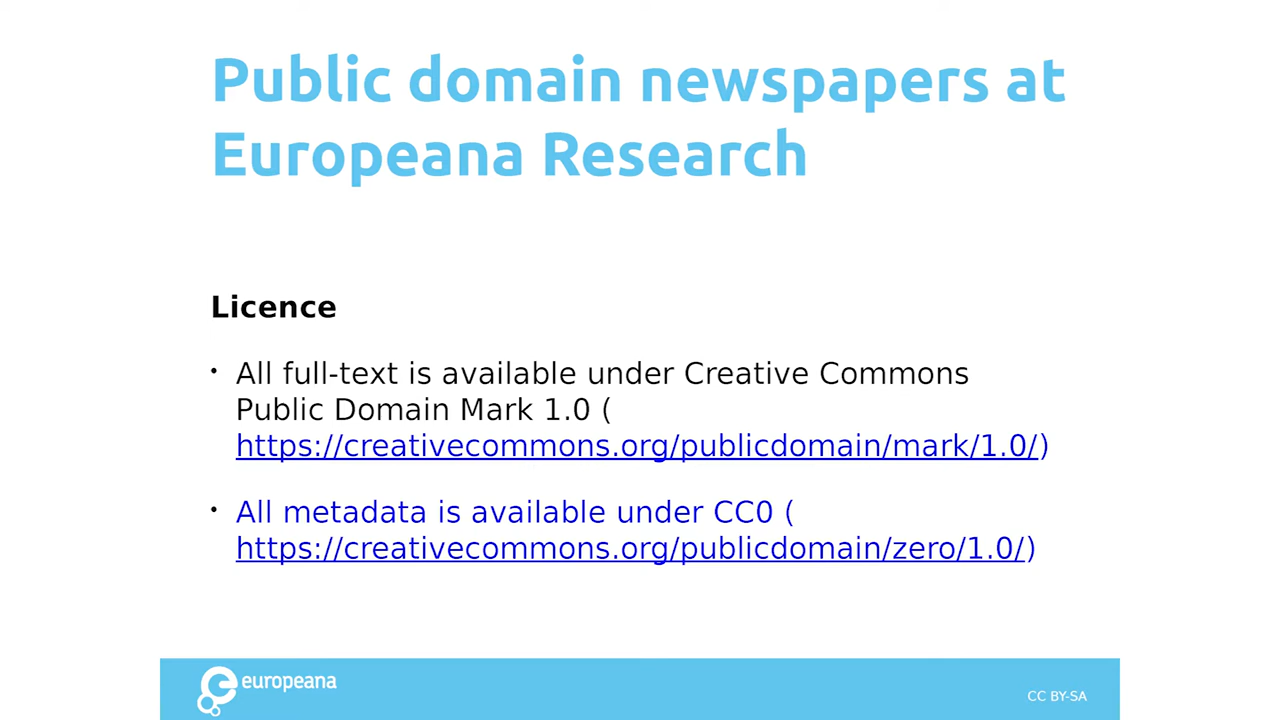 Public domain newspapers at
Europeana Research
Licence
• All full-text is available under Creative Commons
Public Domain Mark 1.0 (
https://creativecommons.org/publicdomain/mark/1.0/)
• All metadata is available under CC0 (
https://creativecommons.org/publicdomain/zero/1.0/)
europeana
CC BY-SA